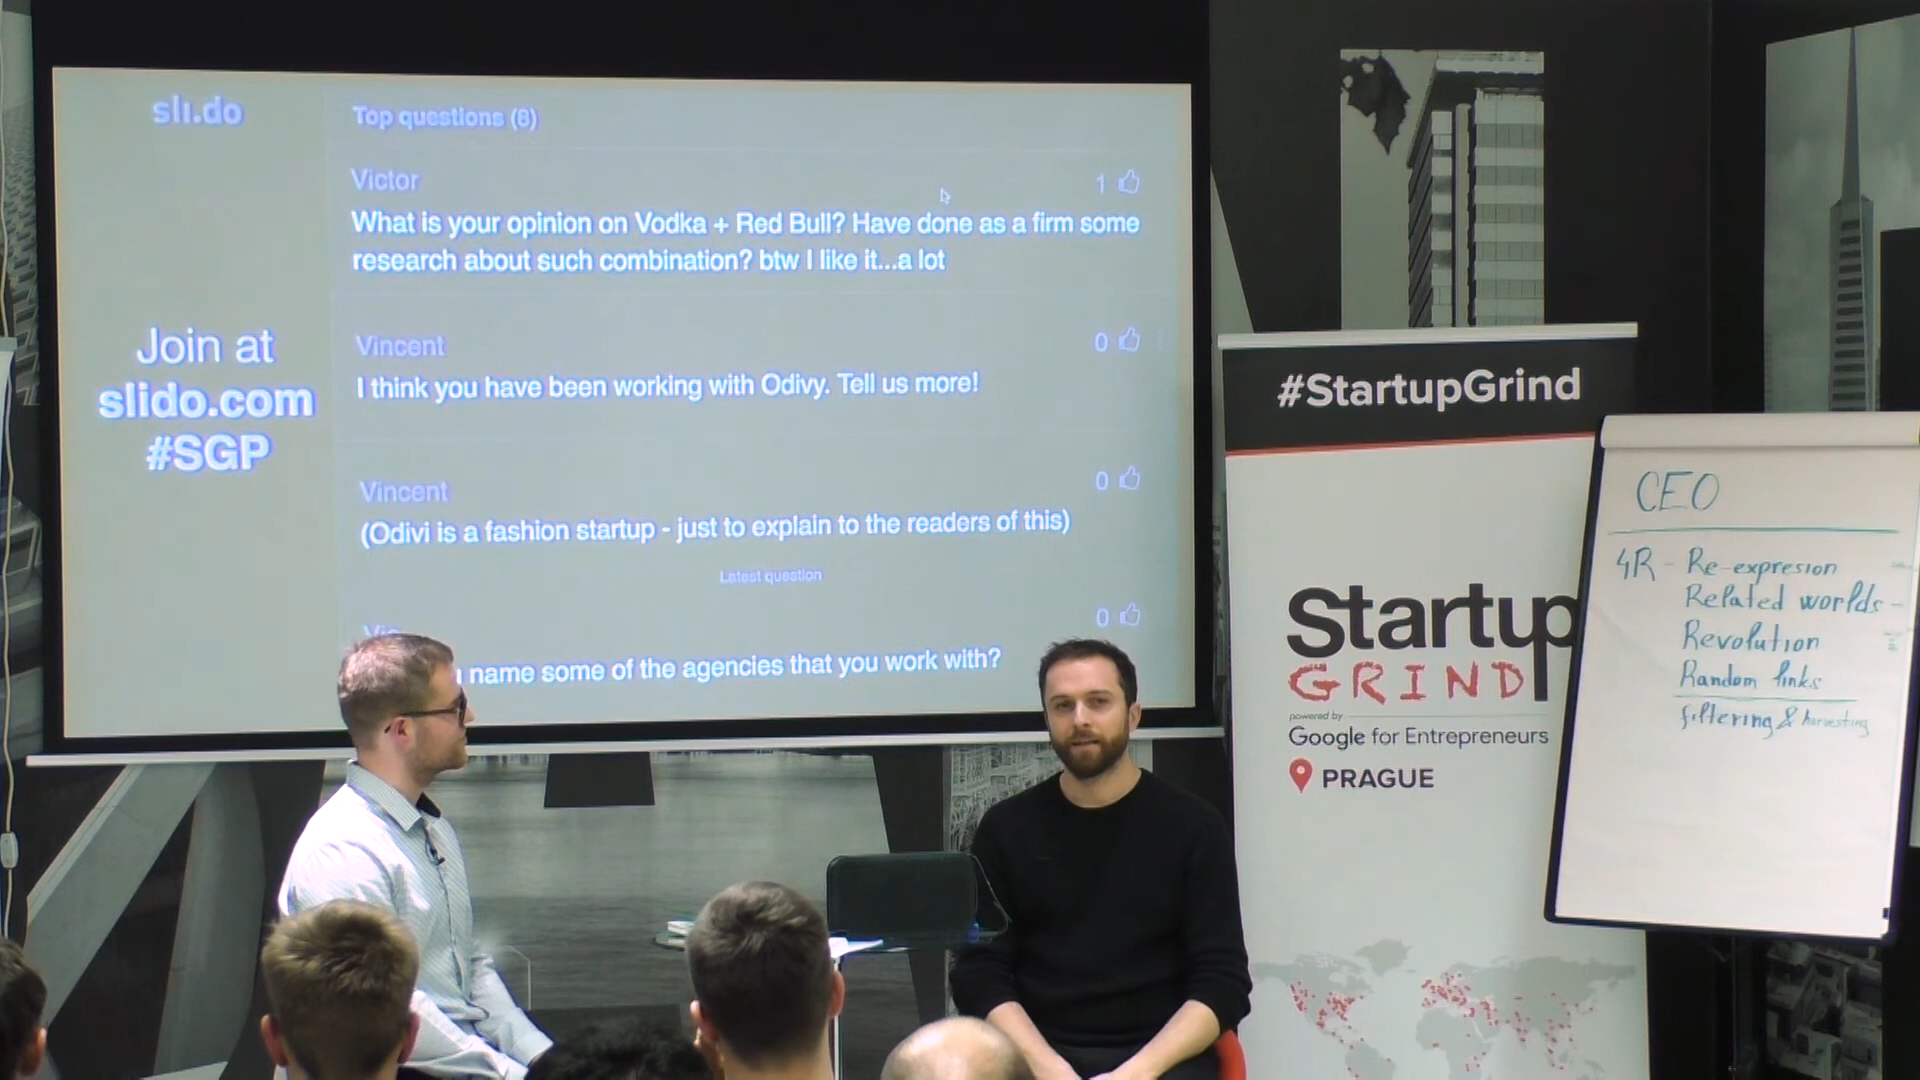 sli.do
Top questions (8)
Victor
1
What is your opinion on Vodka + Red Bull? Have done as a firm some
research about such combination? btw I like it...a lot
Join at
slido.com
#SGP
Vincent
0
I think you have been working with Odivy. Tell us more!
Vincent
0
(Odivi is a fashion startup - just to explain to the readers of this)
Latest question
0
name some of the agencies that you work with?
#StartupGrind
Startup
GRIND
powered by
Google for Entrepreneurs
PRAGUE
CEO
4R - Re-expresion
Related worlds -
Revolution
Random links
filtering & harvesting